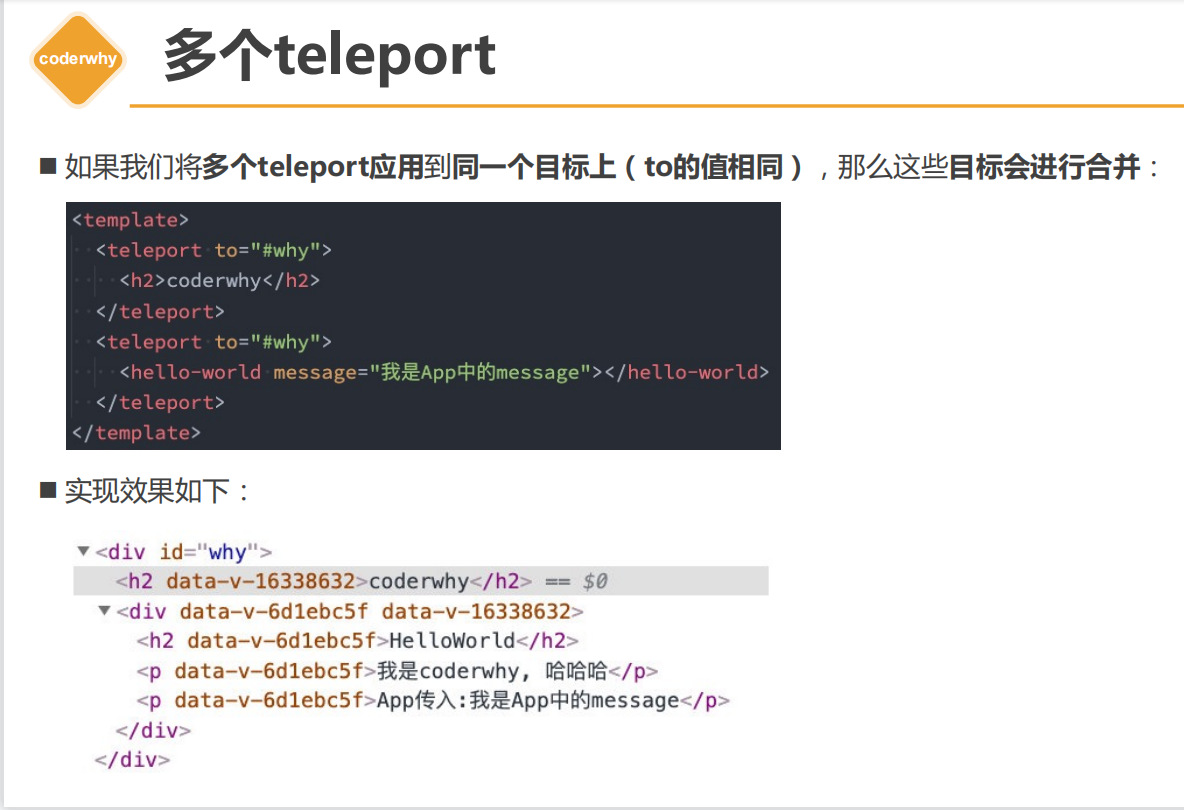 coderwhy
多个teleport
如果我们将多个teleport应用到同一个目标上（to的值相同），那么这些目标会进行合并：
<template>
<teleport to="#why">
<h2>coderwhy</h2>
</teleport>
<teleport to="#why">
<hello-world message="我是App中的message"></hello-world>
</teleport>
</template>
实现效果如下：
<div id="why">
<h2 data-v-16338632>coderwhy</h2> == $0
<div data-v-6d1ebc5f data-v-16338632>
<h2 data-v-6d1ebc5f>HelloWorld</h2>
<p data-v-6d1ebc5f>我是coderwhy, 哈哈哈</p>
<p data-v-6d1ebc5f>App传入:我是App中的message</p>
</div>
</div>